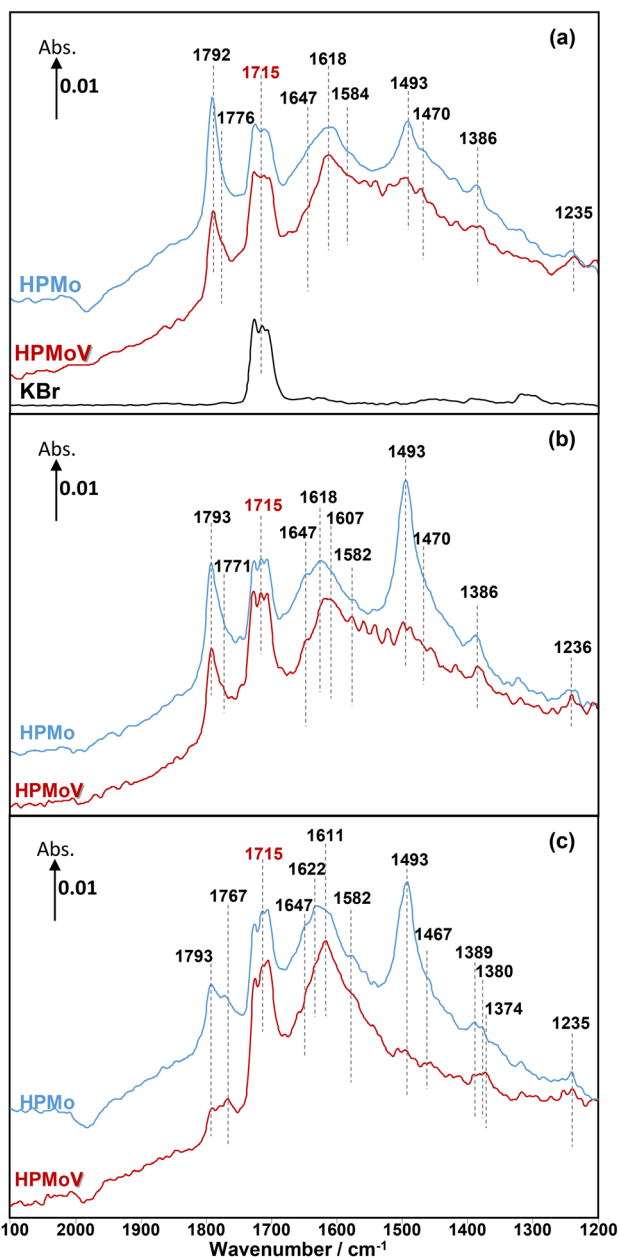 (a)
Abs.
0.01
1792
1715
1618
1776
1647
1584
1493
1470
1386
1235
HPMo
HPMoV
KBr
(b)
Abs.
0.01
1793
1715
1618
1493
1771
1647
1607
1582
1470
1386
1236
HPMo
HPMoV
(c)
Abs.
0.01
1793
1767
1715
1611
1622
1647
1582
1493
1467
1389
1380
1374
1235
HPMo
HPMoV
100 2000 1900 1800 1700 1600 1500 1400 1300 1200
Wavenumber / cm-1